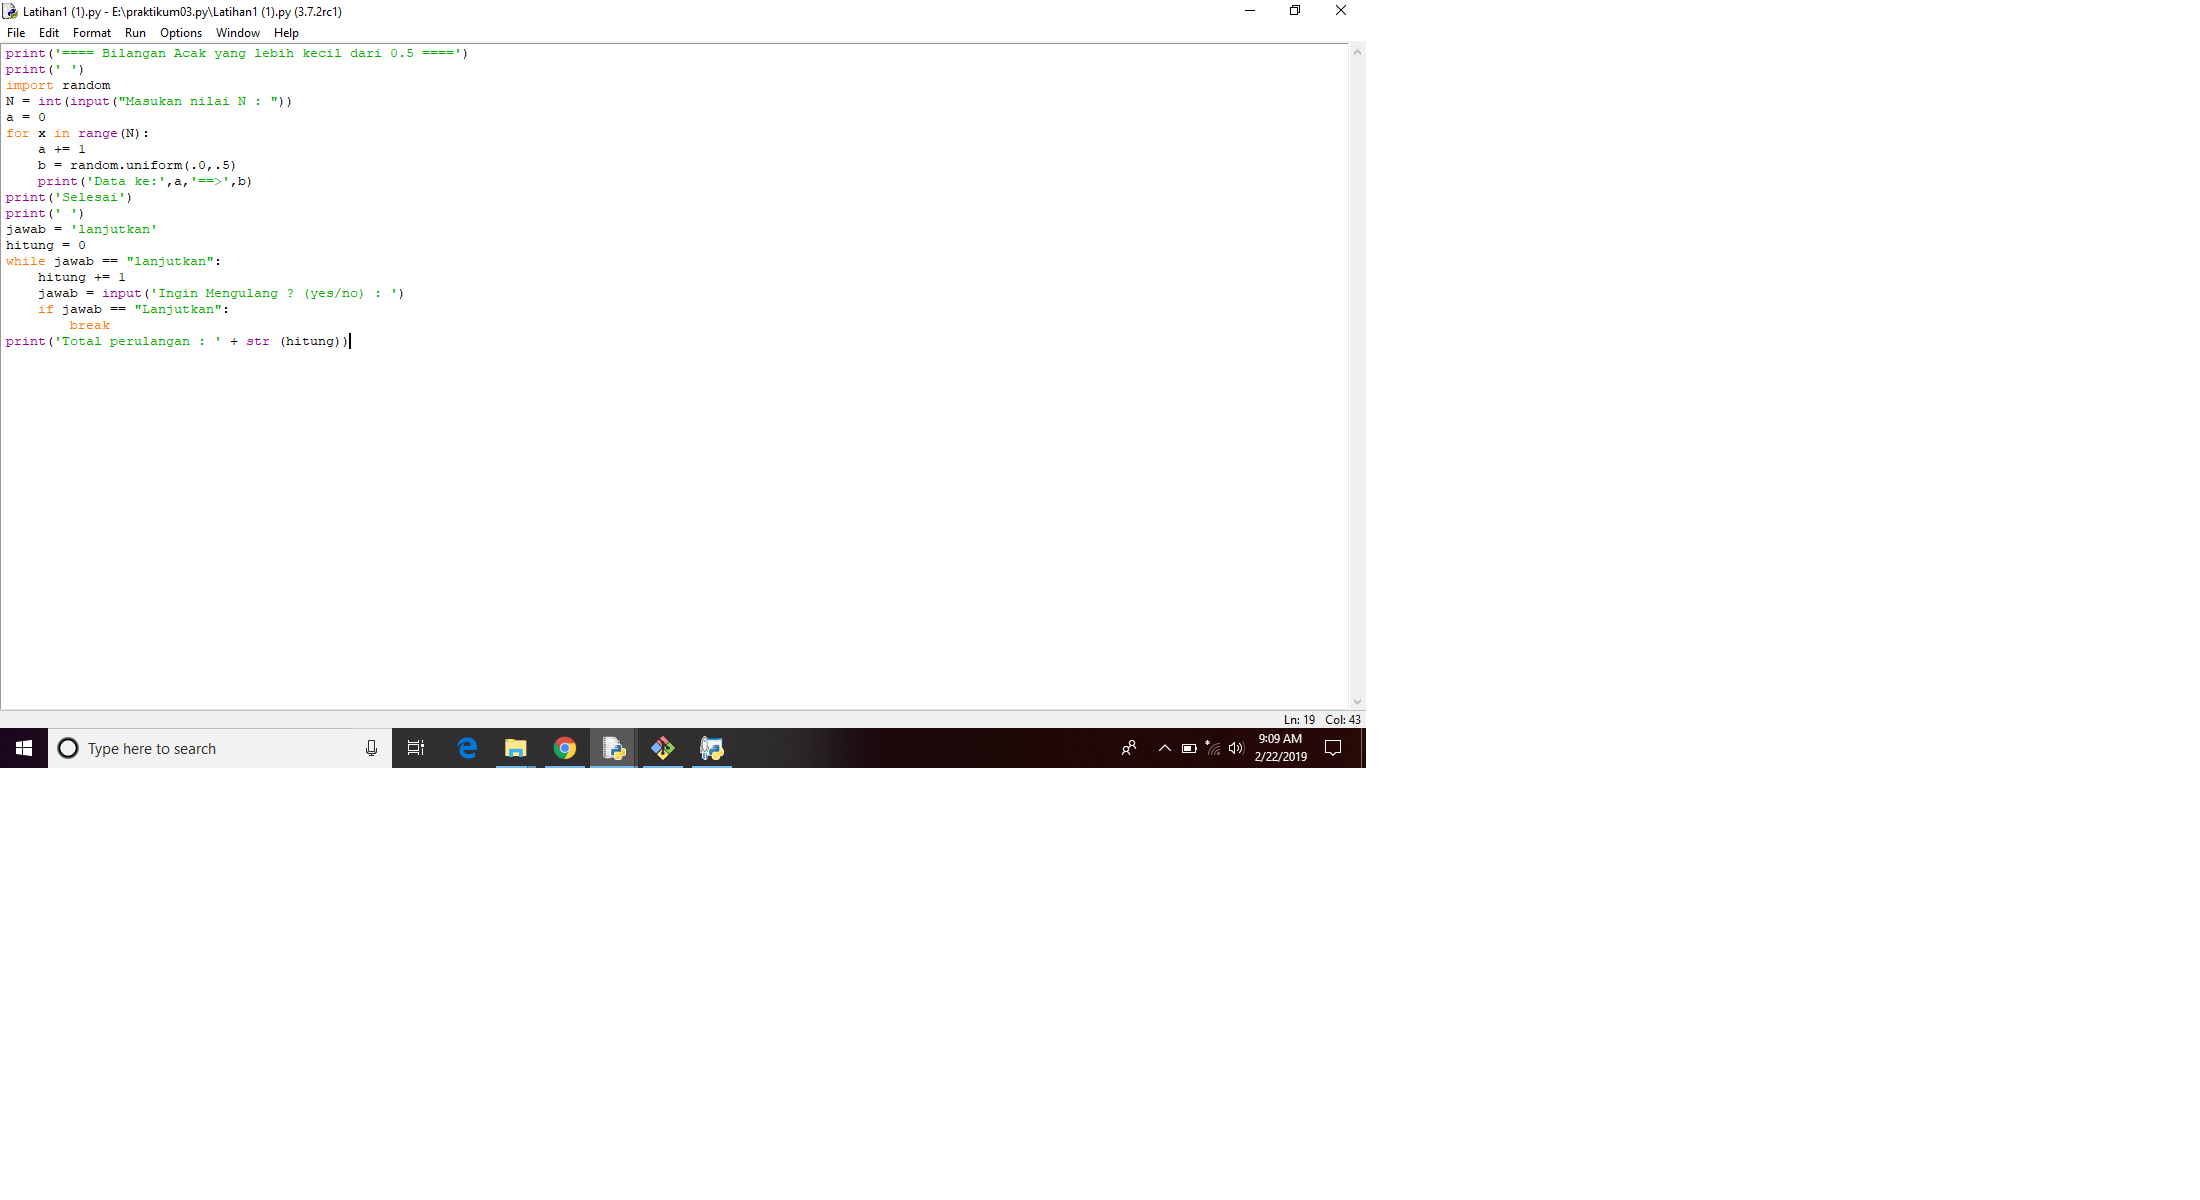 Latihan1 (1).py - E:\praktikum03.py\Latihan1 (1).py (3.7.2rc1)
File Edit Format Run Options Window Help
print('==== Bilangan Acak yang lebih kecil dari 0.5 ====')
print(' ')
import random
N = int(input("Masukan nilai N : "))
a = 0
for x in range(N):
    a += 1
    b = random.uniform(.0,.5)
    print('Data ke:',a,'==>',b)
print('Selesai')
print(' ')
jawab = 'lanjutkan'
hitung = 0
while jawab == "lanjutkan":
    hitung += 1
    jawab = input('Ingin Mengulang ? (yes/no) : ')
    if jawab == "Lanjutkan":
        break
print('Total perulangan : ' + str (hitung))
Ln: 19 Col: 43
Type here to search
9:09 AM
2/22/2019